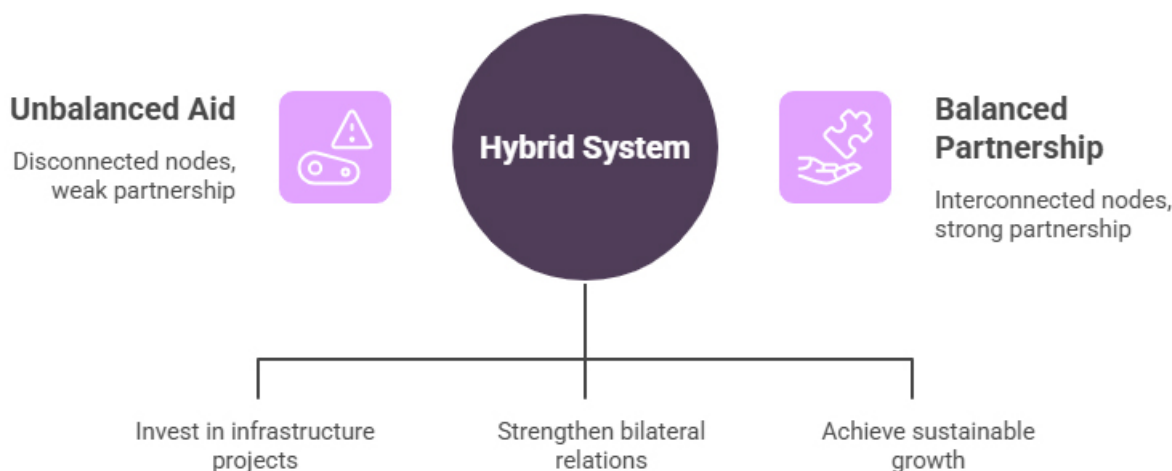 Unbalanced Aid
Disconnected nodes,
weak partnership
Hybrid System
Balanced
Partnership
Interconnected nodes,
strong partnership
Invest in infrastructure
projects
Strengthen bilateral
relations
Achieve sustainable
growth